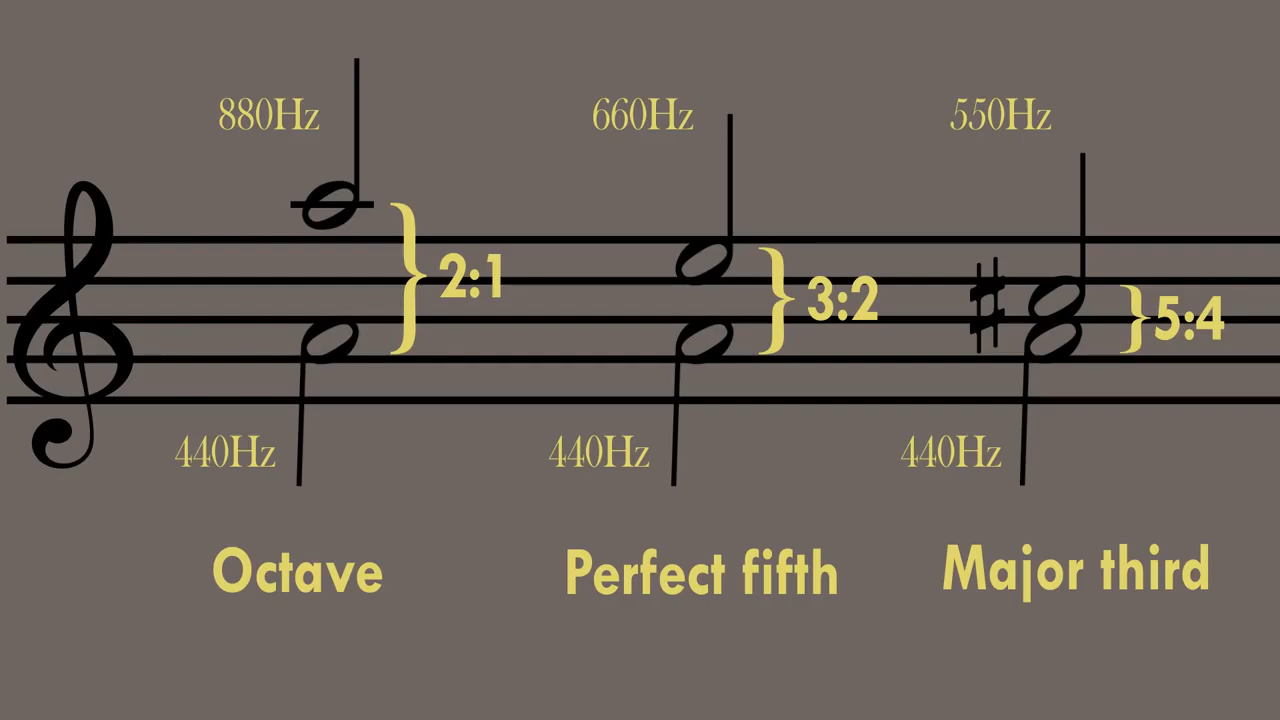 880Hz
660Hz
550Hz
2:1
3:2
5:4
440Hz
440Hz
440Hz
Octave
Perfect fifth
Major third